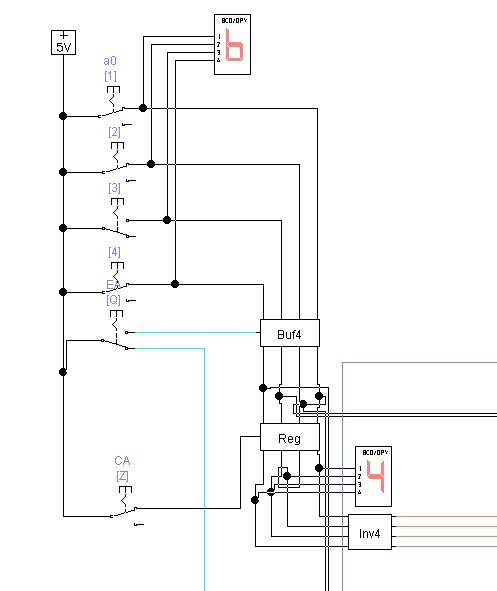 BCD/DPY
1
2
3
4
b
+
5V
a0
[1]
[2]
[3]
[4]
[Q]
Buf4
Reg
BCD/DPY
1
2
3
4
4
CA
[Z]
Inv4